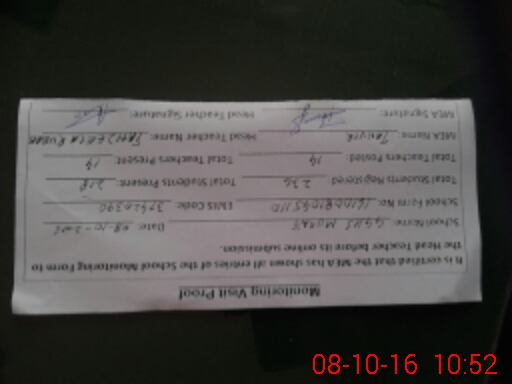 Monitoring Visit Proof
It is certified that the MEA has shown all entries of the School Monitoring Form to
the Head Teacher before its online submission.
School Name: GGHS Date: 08-10-
School Form No: EMIS Code:
Total Students Registered: 236 Total Students Present: 218
Total Teachers Posted: 14 Total Teachers Present: 14
MEA Name: Head Teacher Name:
MEA Signature: Head Teacher Signature:
08-10-16 10:52